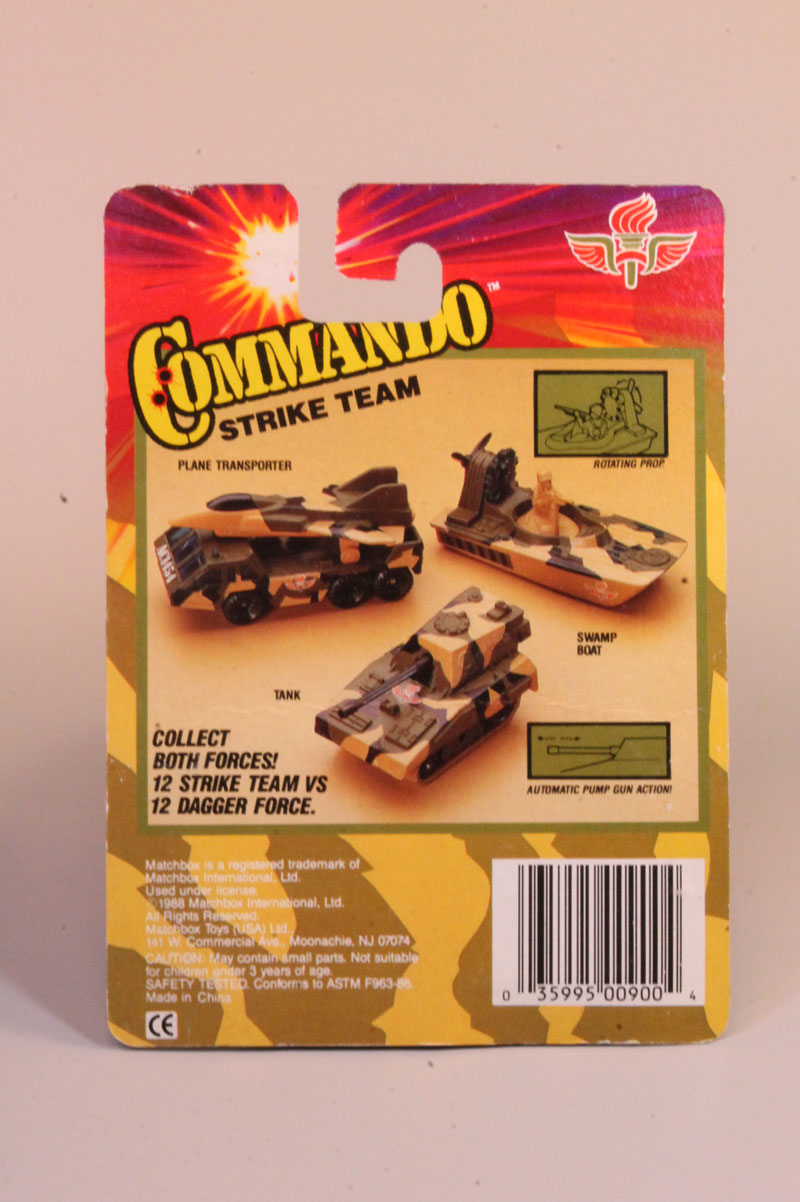 COMMANDO™
STRIKE TEAM
PLANE TRANSPORTER
ROTATING PROP.
SWAMP
BOAT
TANK
COLLECT
BOTH FORCES!
12 STRIKE TEAM VS
12 DAGGER FORCE.
AUTOMATIC PUMP GUN ACTION!
Matchbox is a registered trademark of
Matchbox International, Ltd.
Used under license.
©1988 Matchbox International, Ltd.
All Rights Reserved.
Matchbox Toys (USA) Ltd.
141 W. Commercial Ave., Moonachie, NJ 07074
CAUTION: May contain small parts. Not suitable
for children under 3 years of age.
SAFETY TESTED. Conforms to ASTM F963-86.
Made in China
CE
0 35995 00900 4